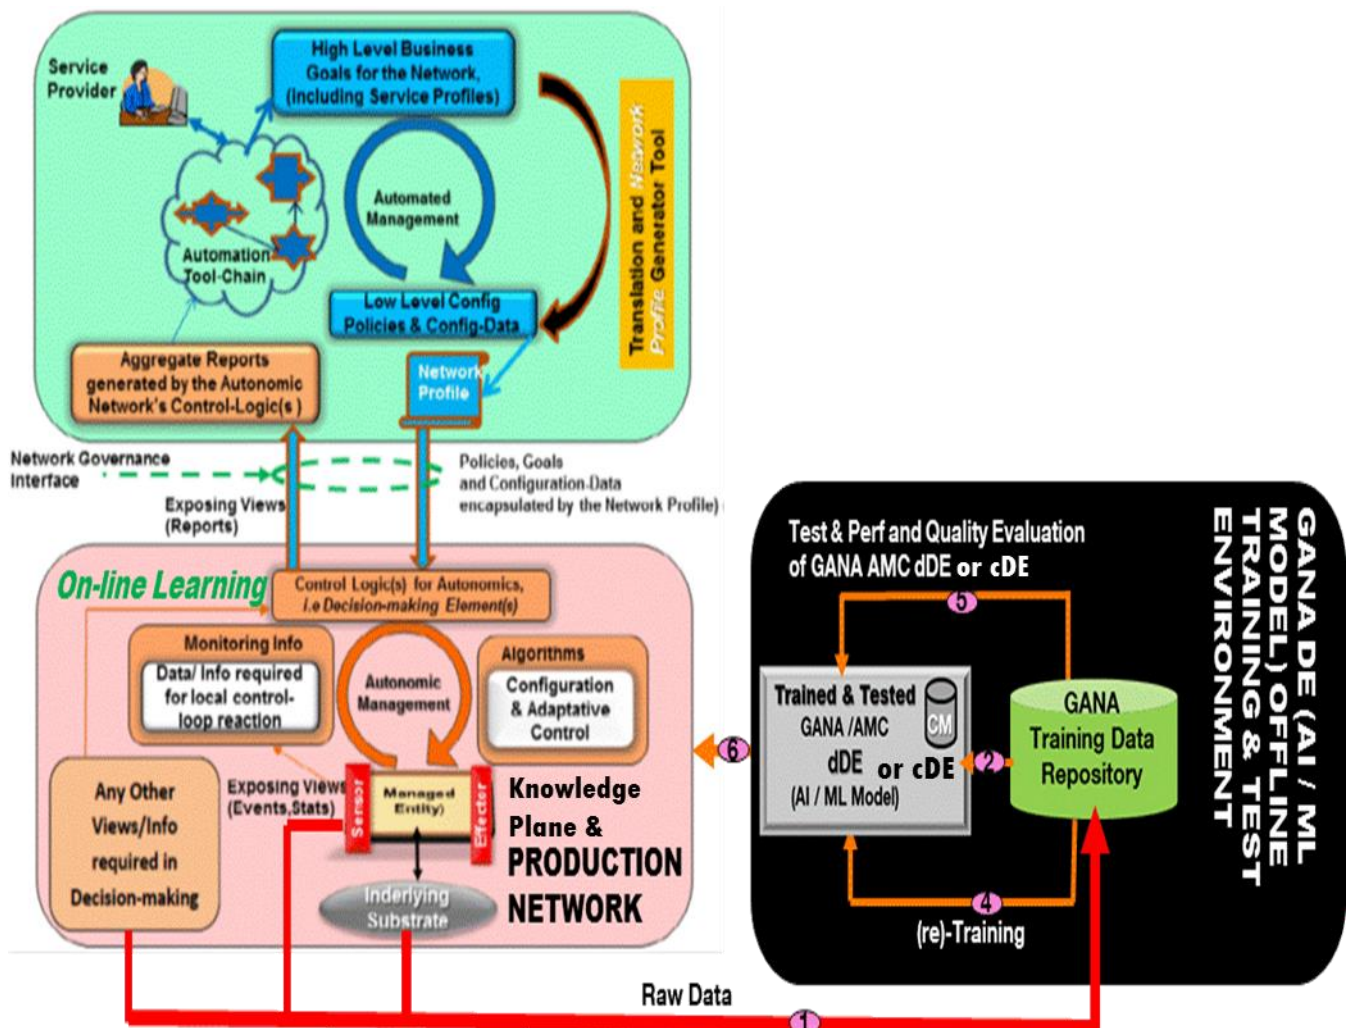 Service
Provider
High Level Business
Goals for the Network,
(including Service Profiles)
Automated
Management
Automation
Tool-Chain
Low Level Config
Policies & Config-Data
Translation and Network
Profile Generator Tool
Aggregate Reports
generated by the Autonomic
Network's Control-Logic(s )
Network
Profile
Network Governance
Interface
Exposing Views
(Reports)
Policies, Goals
and Configuration-Data
encapsulated by the Network Profile)
On-line Learning
Control Logic(s) for Autonomics,
i.e Decision-making Element(s)
Monitoring Info
Data/ Info required
for local control-
loop reaction
Autonomic
Management
Algorithms
Configuration
& Adaptative
Control
Any Other
Views/Info
required in
Decision-making
Exposing Views
(Events,Stats)
Sensor
Managed
Entity)
Effector
Inderlying
Substrate
Knowledge
Plane &
PRODUCTION
NETWORK
GANA DE (AI / ML
MODEL) OFFLINE
TRAINING & TEST
ENVIRONMENT
Test & Perf and Quality Evaluation
of GANA AMC dDE or cDE
5
Trained & Tested
GANA /AMC
dDE or cDE
(AI / ML Model)
CM
2
GANA
Training Data
Repository
6
4
(re)-Training
Raw Data
1